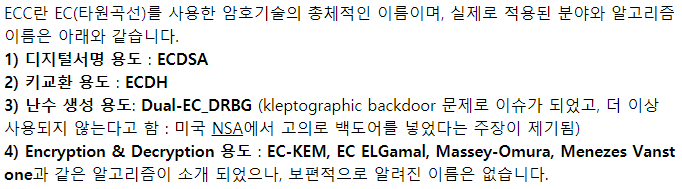 ECC란 EC(타원곡선)를 사용한 암호기술의 총체적인 이름이며, 실제로 적용된 분야와 알고리즘
이름은 아래와 같습니다.
1) 디지털서명 용도 : ECDSA
2) 키교환 용도 : ECDH
3) 난수 생성 용도: Dual-EC_DRBG (kleptographic backdoor 문제로 이슈가 되었고, 더 이상
사용되지 않는다고 함 : 미국 NSA에서 고의로 백도어를 넣었다는 주장이 제기됨)
4) Encryption & Decryption 용도 : EC-KEM, EC ELGamal, Massey-Omura, Menezes Vanst
one과 같은 알고리즘이 소개 되었으나, 보편적으로 알려진 이름은 없습니다.